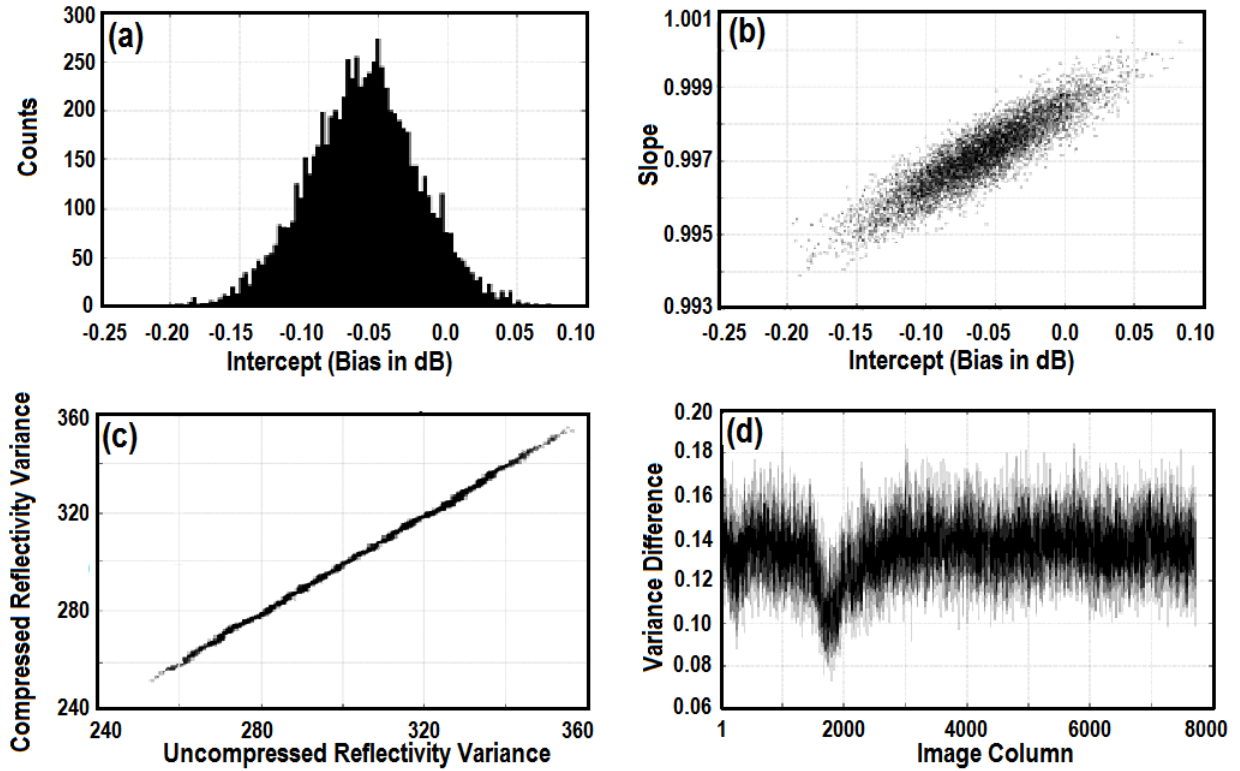 (a)
300
250
200
150
100
50
0
Counts
-0.25 -0.20 -0.15 -0.10 -0.05 0.0 0.05 0.10
Intercept (Bias in dB)
(b)
1.001
0.999
0.997
0.995
0.993
Slope
-0.25 -0.20 -0.15 -0.10 -0.05 0.0 0.05 0.10
Intercept (Bias in dB)
(c)
360
320
280
240
Compressed Reflectivity Variance
240 280 320 360
Uncompressed Reflectivity Variance
(d)
0.20
0.18
0.16
0.14
0.12
0.10
0.08
0.06
Variance Difference
1 2000 4000 6000 8000
Image Column